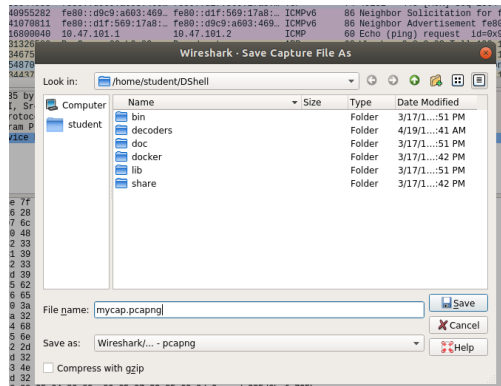 40955282 fe80::d9c9:a603:469… fe80::d1f:569:17a8:… ICMPv6 86 Neighbor Solicitation for f
41070811 fe80::d1f:569:17a8:… fe80::d9c9:a603:469… ICMPv6 86 Neighbor Advertisement fe8
16800040 10.47.101.1 10.47.101.2 ICMP 60 Echo (ping) request id=0x
Wireshark · Save Capture File As
Look in: /home/student/DShell
Computer
student
Name Size Type Date Modified
bin Folder 3/17/1...:51 PM
decoders Folder 4/19/1...:41 AM
doc Folder 3/17/1...:51 PM
docker Folder 3/17/1...:42 PM
lib Folder 3/17/1...:51 PM
share Folder 3/17/1...:42 PM
File name: mycap.pcapng
Save
Cancel
Save as: Wireshark/... - pcapng
Help
Compress with gzip